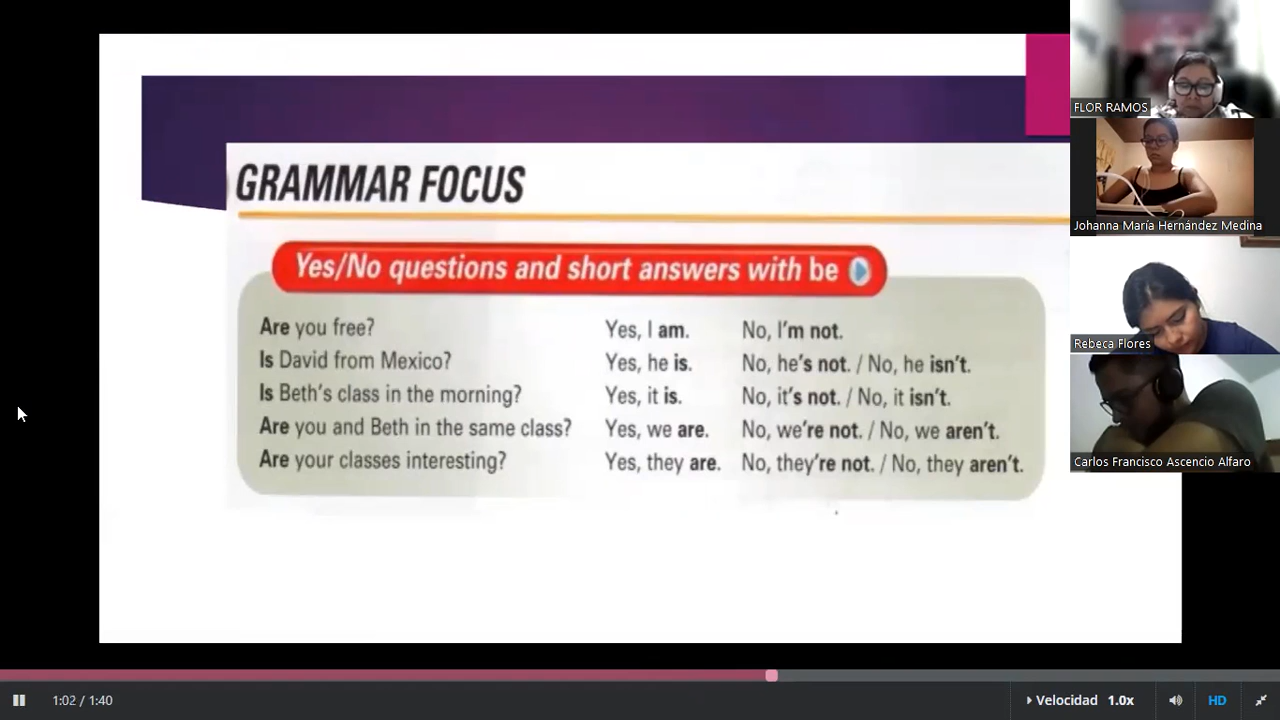 GRAMMAR FOCUS
Yes/No questions and short answers with be
Are you free? Yes, I am. No, I'm not.
Is David from Mexico? Yes, he is. No, he's not. / No, he isn't.
Is Beth's class in the morning? Yes, it is. No, it's not. / No, it isn't.
Are you and Beth in the same class? Yes, we are. No, we're not. / No, we aren't.
Are your classes interesting? Yes, they are. No, they're not. / No, they aren't.
FLOR RAMOS
Johanna María Hernández Medina
Rebeca Flores
Carlos Francisco Ascencio Alfaro
1:02 / 1:40
Velocidad 1.0x
HD